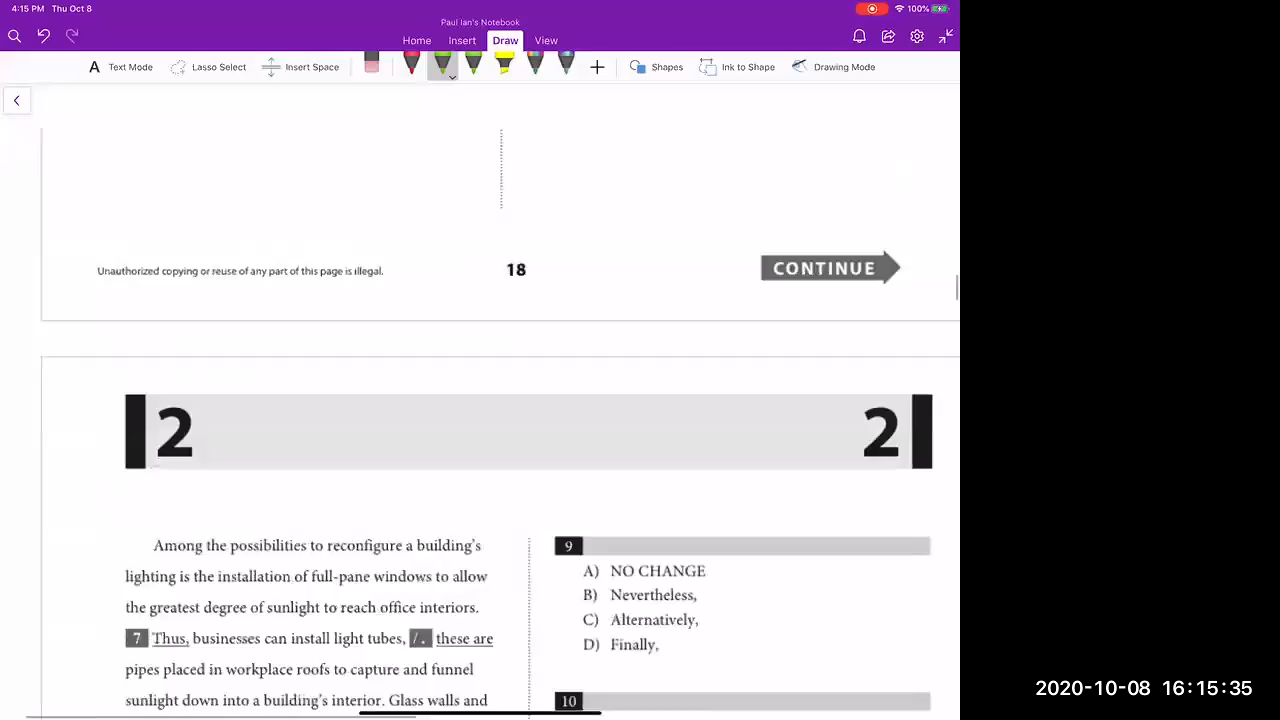 4:15 PM Thu Oct 8
100%
Paul Ian's Notebook
Home Insert Draw View
A Text Mode Lasso Select Insert Space Shapes Ink to Shape Drawing Mode
Unauthorized copying or reuse of any part of this page is illegal.
18
CONTINUE
2 2
Among the possibilities to reconfigure a building's
lighting is the installation of full-pane windows to allow
the greatest degree of sunlight to reach office interiors.
7 Thus, businesses can install light tubes, / . these are
pipes placed in workplace roofs to capture and funnel
sunlight down into a building's interior. Glass walls and
9
A) NO CHANGE
B) Nevertheless,
C) Alternatively,
D) Finally,
10
2020-10-08 16:15:35